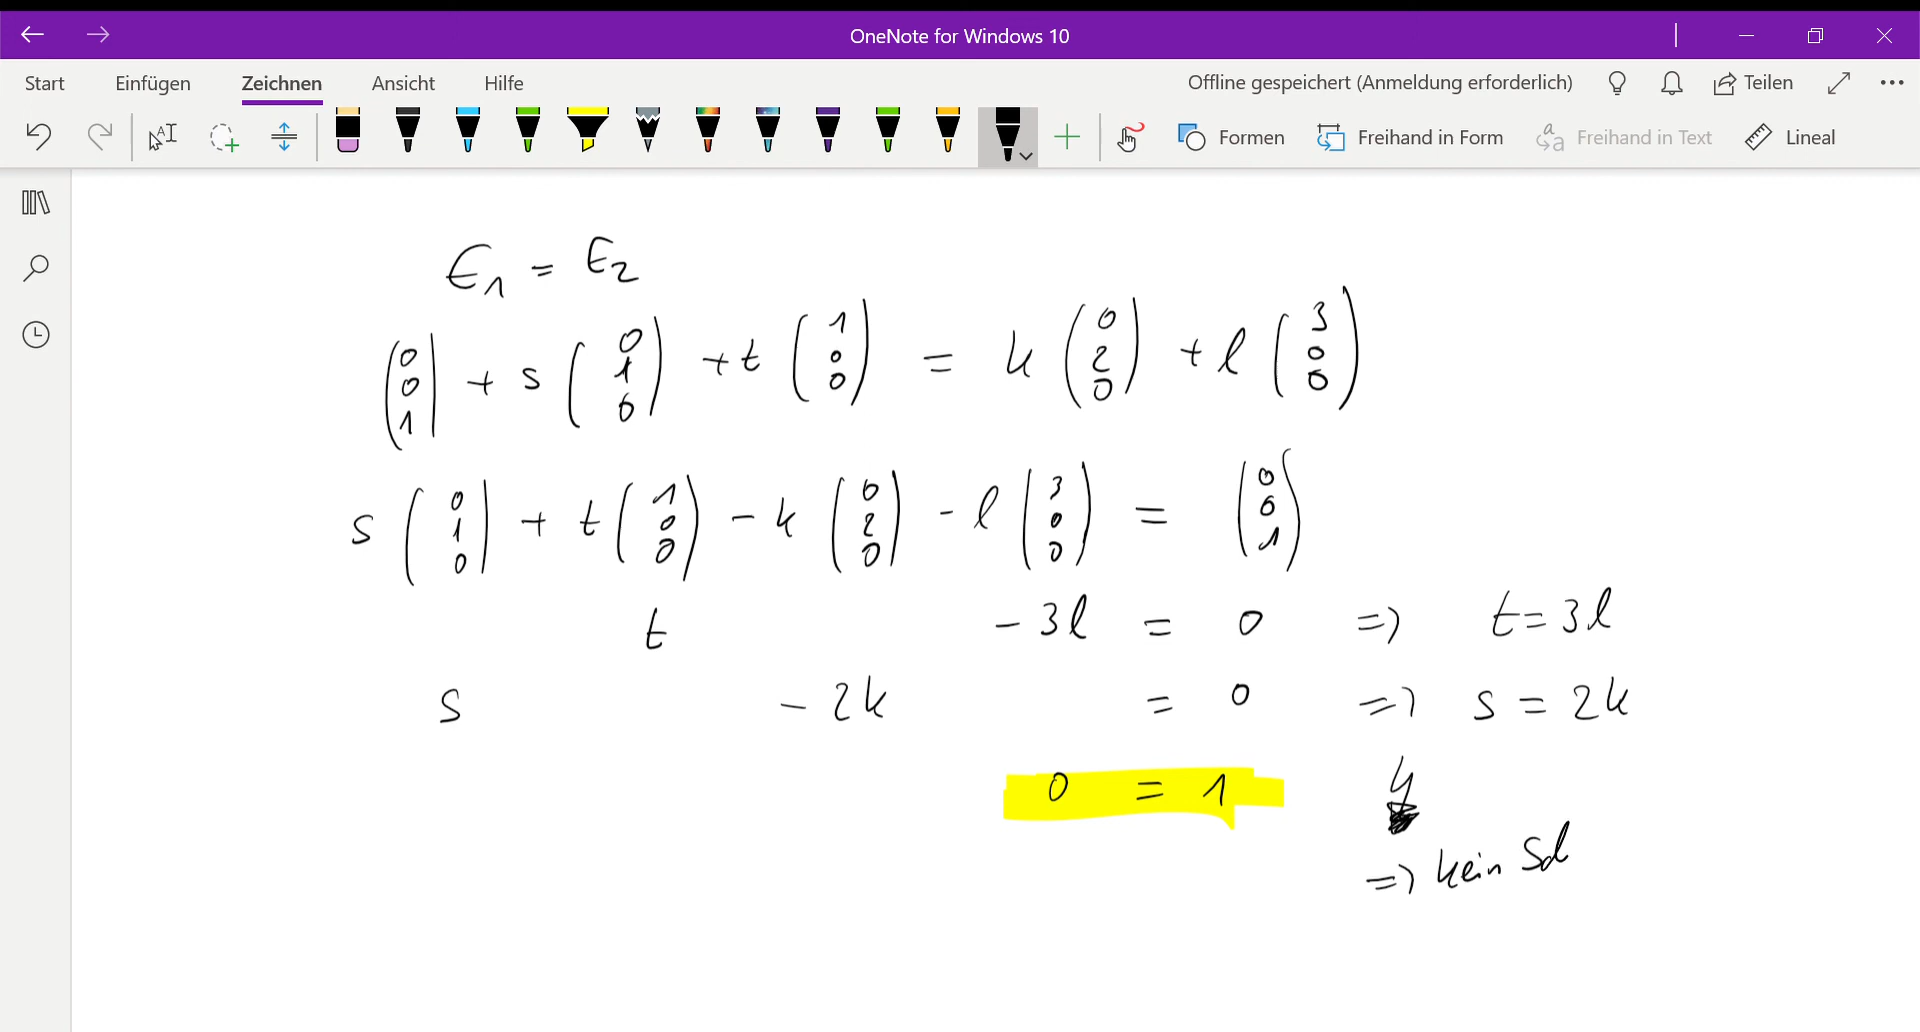 OneNote for Windows 10
Start Einfügen Zeichnen Ansicht Hilfe Offline gespeichert (Anmeldung erforderlich) Teilen
Formen Freihand in Form Freihand in Text Lineal
E₁ = E₂
(0 0 1) + s (0 1 0) + t (1 0 0) = k (0 2 0) + l (3 0 0)
s (0 1 0) + t (1 0 0) - k (0 2 0) - l (3 0 0) = (0 0 1)
t - 3l = 0 => t = 3l
s - 2k = 0 => s = 2k
0 = 1
=> kein